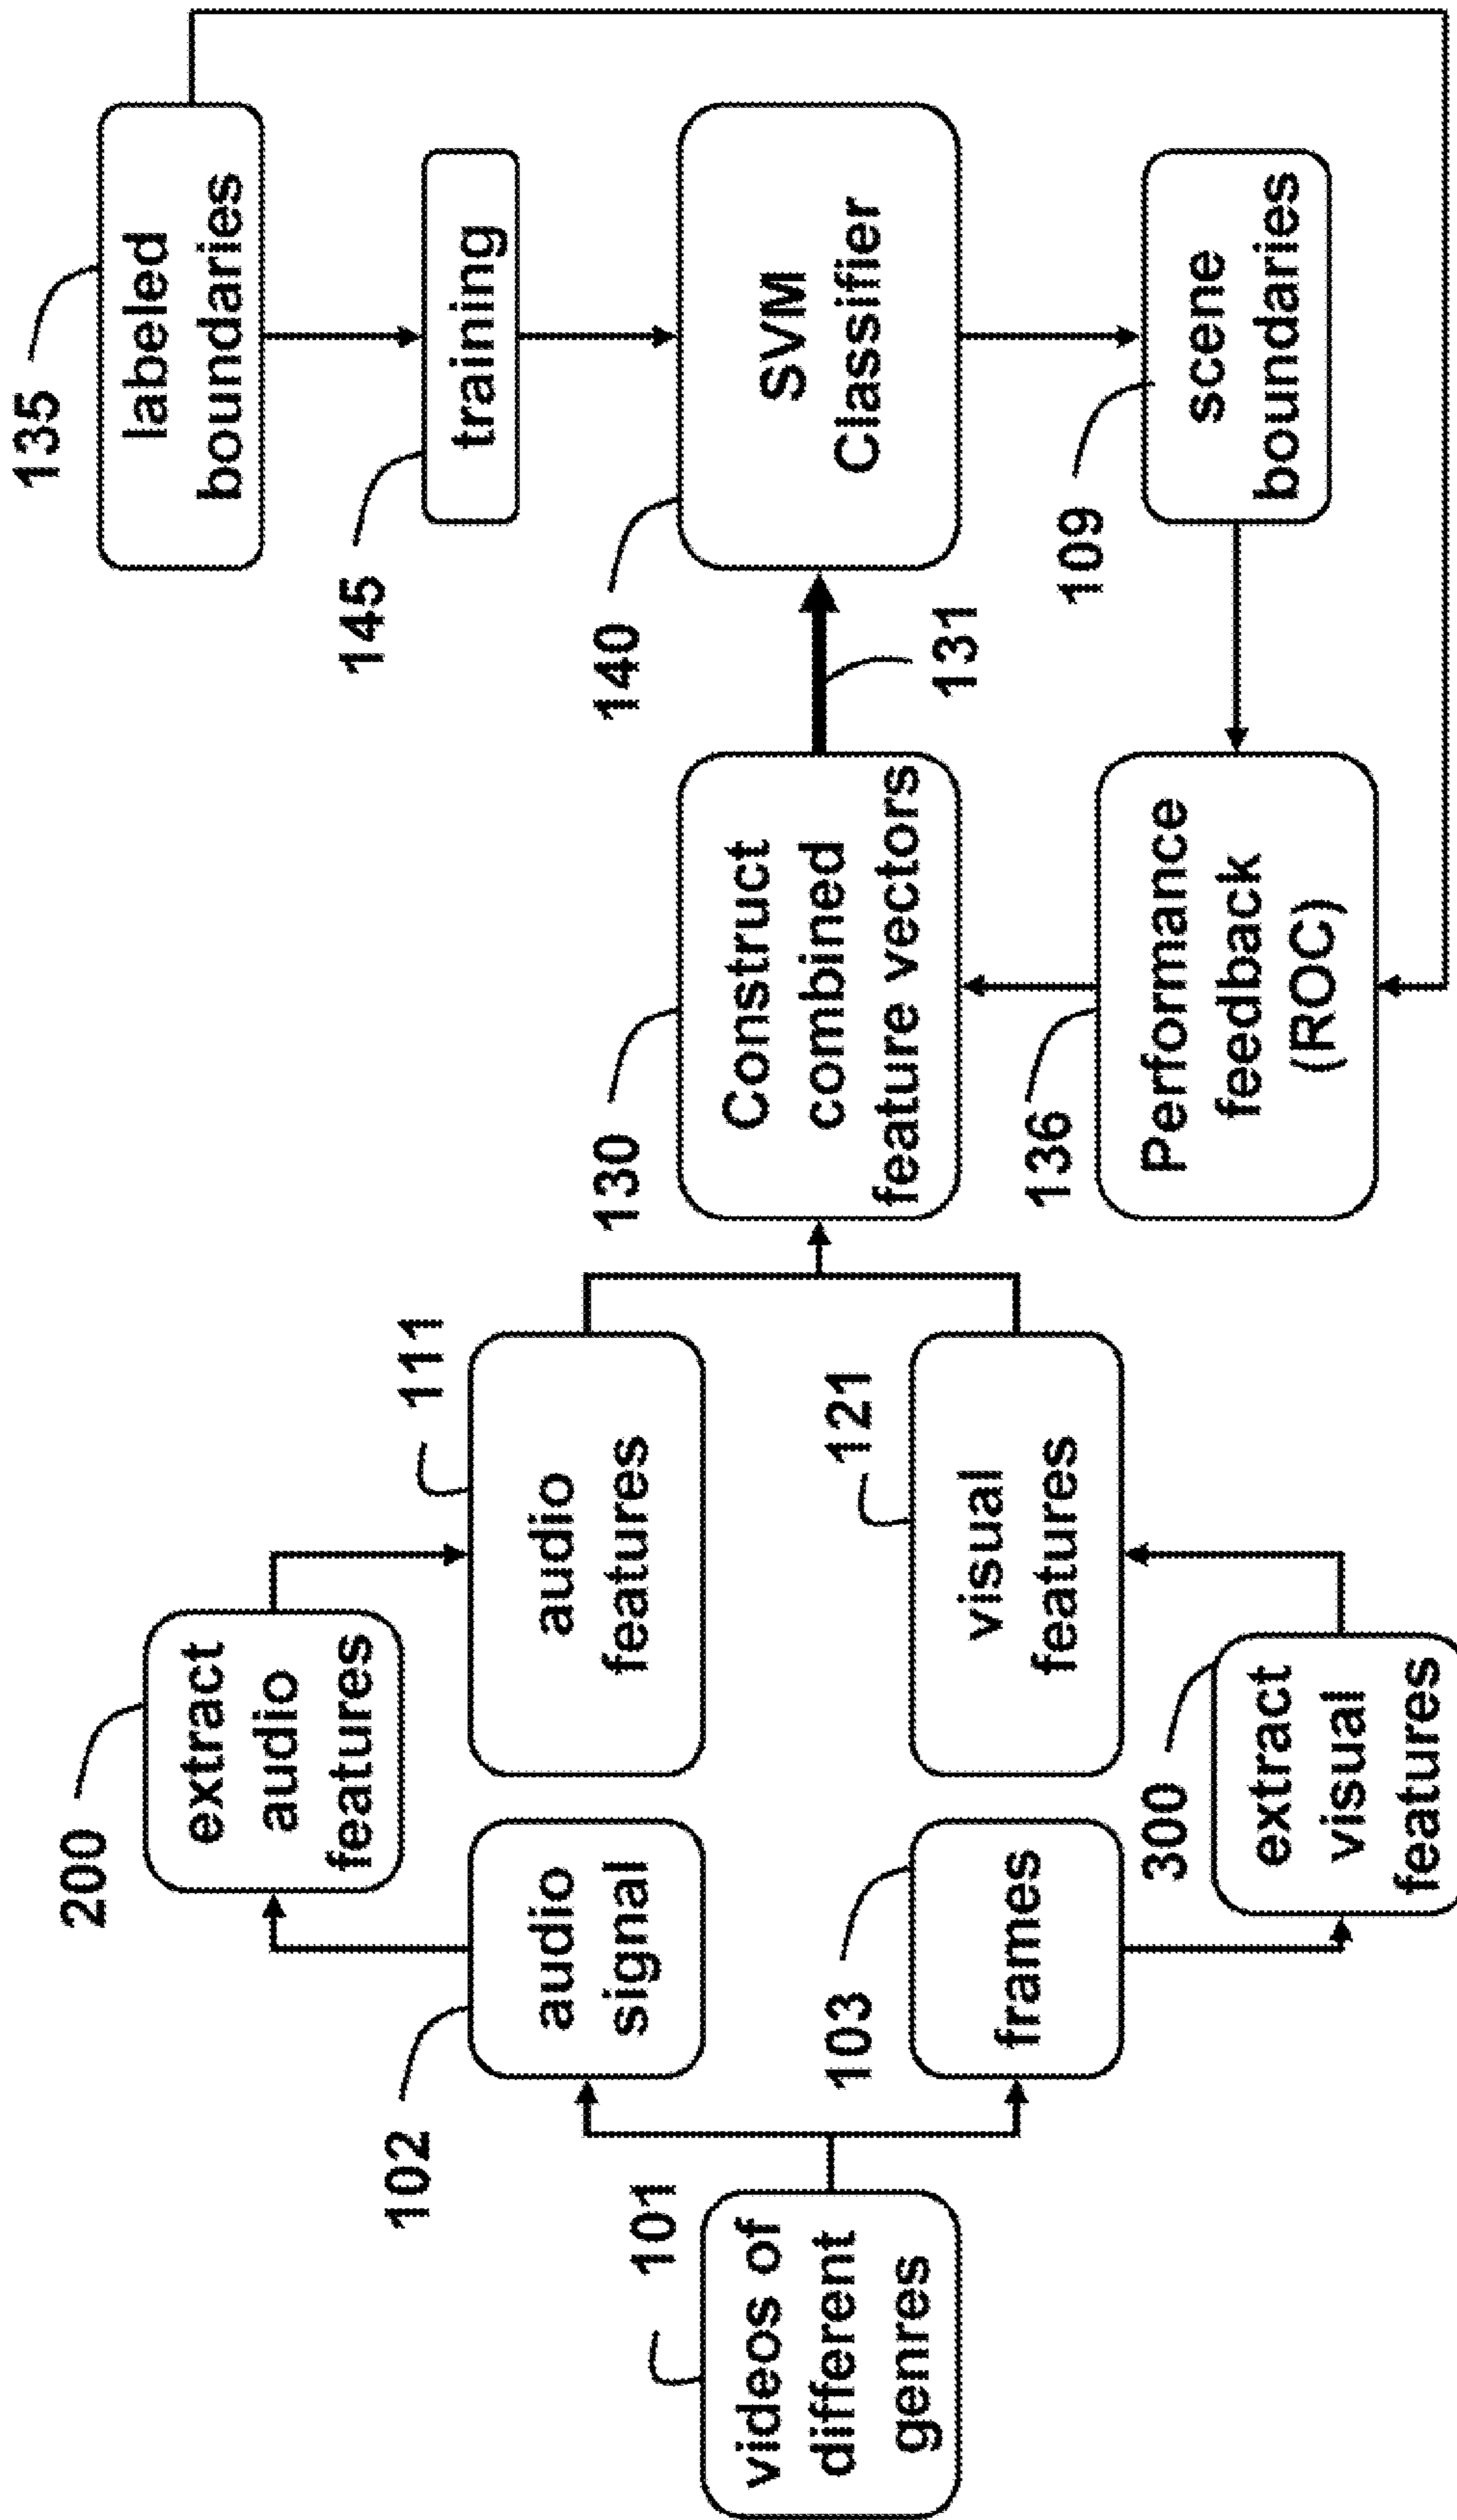 101
videos of
different
genres
102
audio
signal
103
frames
200
extract
audio
features
300
extract
visual
features
111
audio
features
121
visual
features
130
Construct
combined
feature vectors
131
136
Performance
feedback
(ROC)
135
labeled
boundaries
145
training
140
SVM
Classifier
109
scene
boundaries